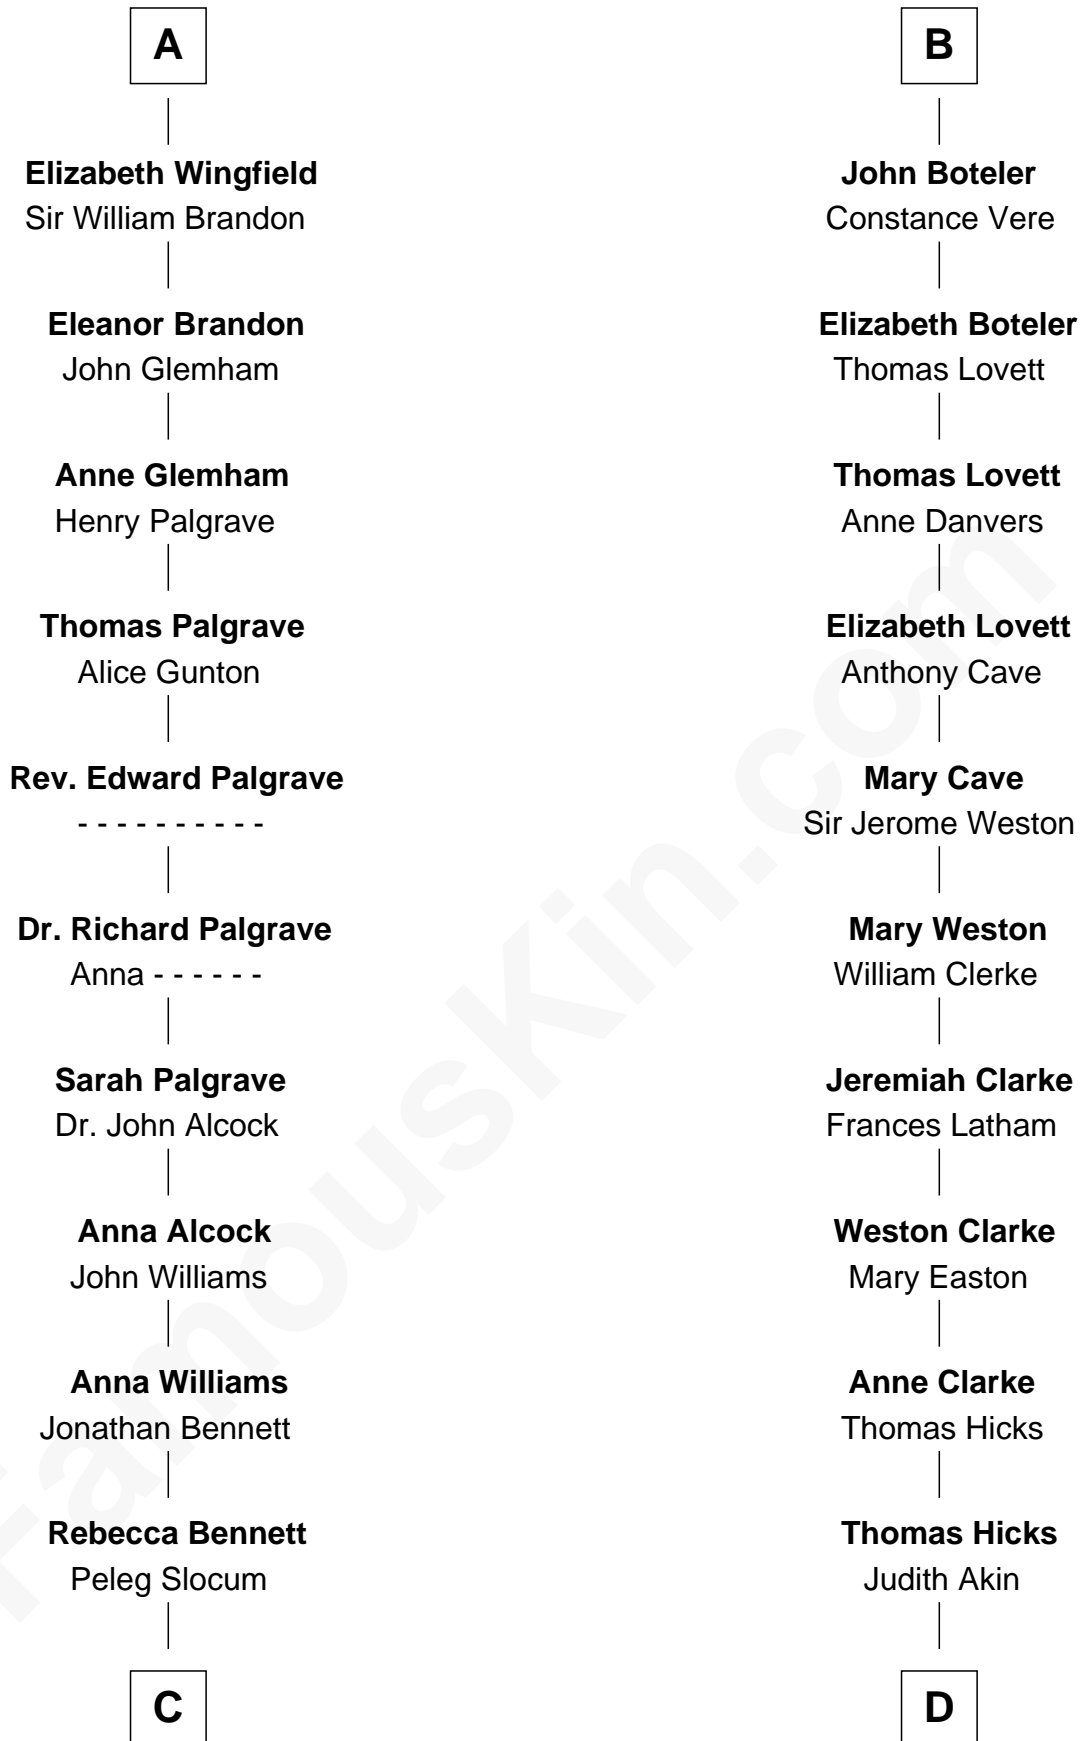 A
Elizabeth Wingfield
Sir William Brandon
Eleanor Brandon
John Glemham
Anne Glemham
Henry Palgrave
Thomas Palgrave
Alice Gunton
Rev. Edward Palgrave
- - - - - - - - - -
Dr. Richard Palgrave
Anna - - - - - -
Sarah Palgrave
Dr. John Alcock
Anna Alcock
John Williams
Anna Williams
Jonathan Bennett
Rebecca Bennett
Peleg Slocum
C
B
John Boteler
Constance Vere
Elizabeth Boteler
Thomas Lovett
Thomas Lovett
Anne Danvers
Elizabeth Lovett
Anthony Cave
Mary Cave
Sir Jerome Weston
Mary Weston
William Clerke
Jeremiah Clarke
Frances Latham
Weston Clarke
Mary Easton
Anne Clarke
Thomas Hicks
Thomas Hicks
Judith Akin
D
FamousKin.com